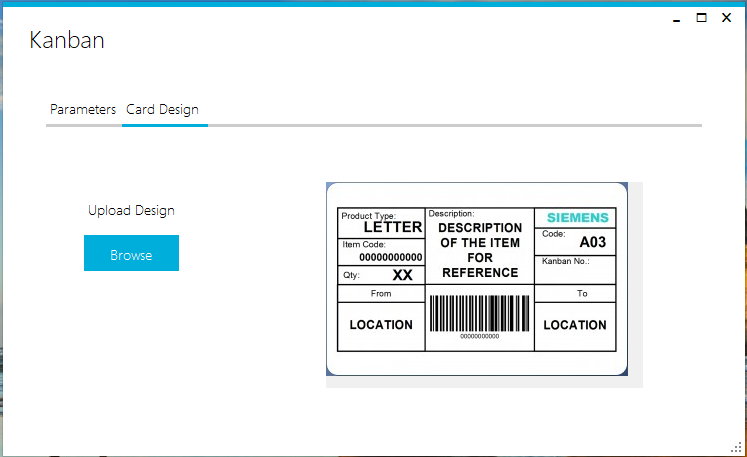 Kanban
Parameters Card Design
Upload Design
Browse
Product Type:
LETTER
Item Code:
00000000000
Qty: XX
From
LOCATION
Description:
DESCRIPTION
OF THE ITEM
FOR
REFERENCE
00000000000
SIEMENS
Code:
A03
Kanban No.:
To
LOCATION